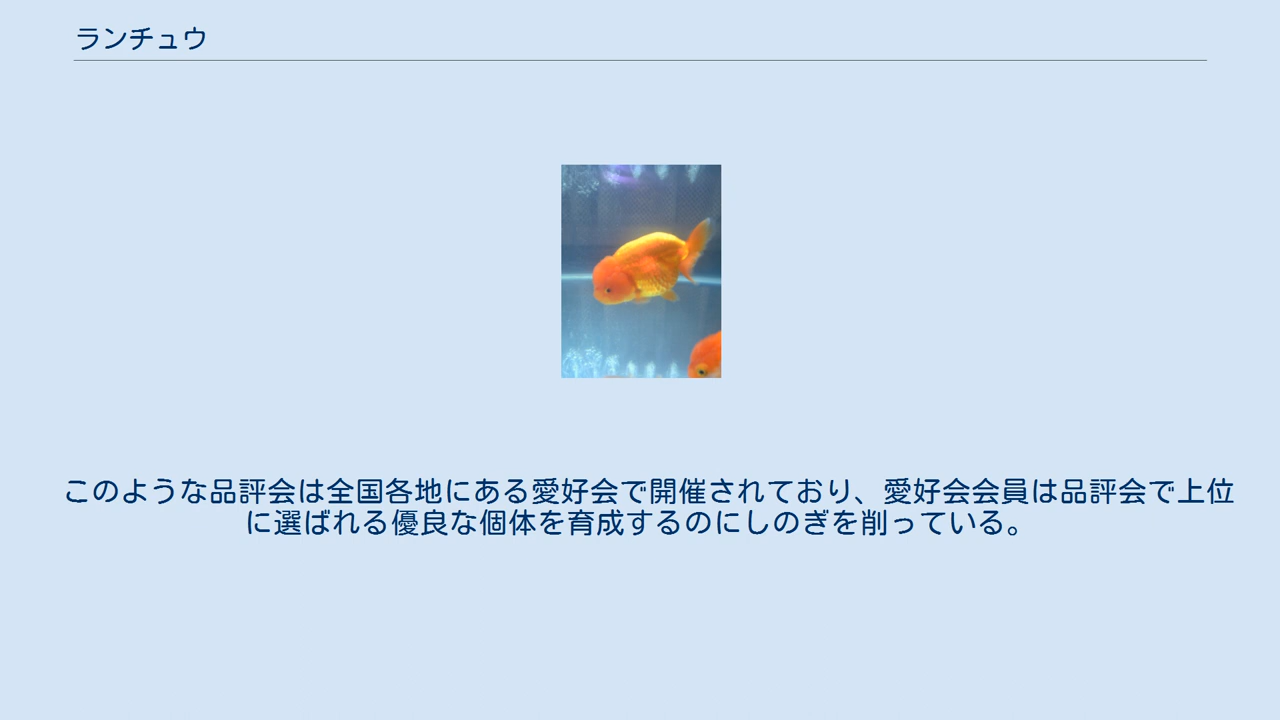 ランチュウ
このような品評会は全国各地にある愛好会で開催されており、愛好会会員は品評会で上位
に選ばれる優良な個体を育成するのにしのぎを削っている。